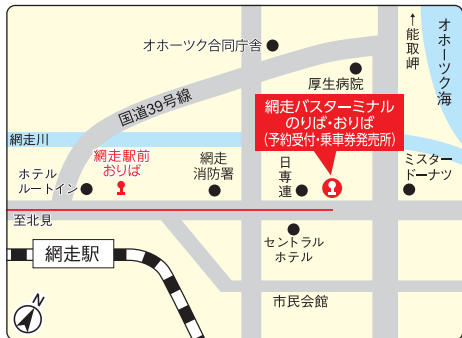 ↑能取岬
オホーツク海
オホーツク合同庁舎
厚生病院
国道39号線
網走バスターミナル
のりば・おりば
(予約受付・乗車券発売所)
網走川
網走駅前
おりば
網走
消防署
日専連
ミスター
ドーナツ
ホテル
ルートイン
至北見
セントラル
ホテル
網走駅
市民会館
N